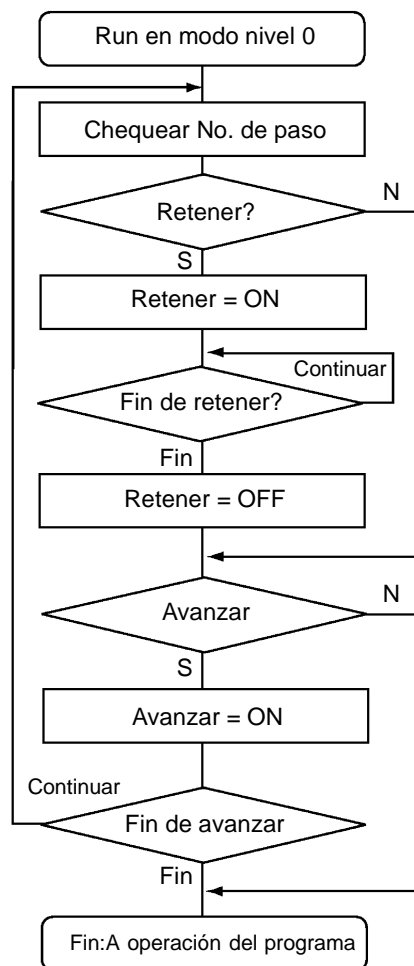 Run en modo nivel 0
Chequear No. de paso
N
Retener?
S
Retener = ON
Continuar
Fin de retener?
Fin
Retener = OFF
N
Avanzar
S
Avanzar = ON
Continuar
Fin de avanzar
Fin
Fin:A operación del programa